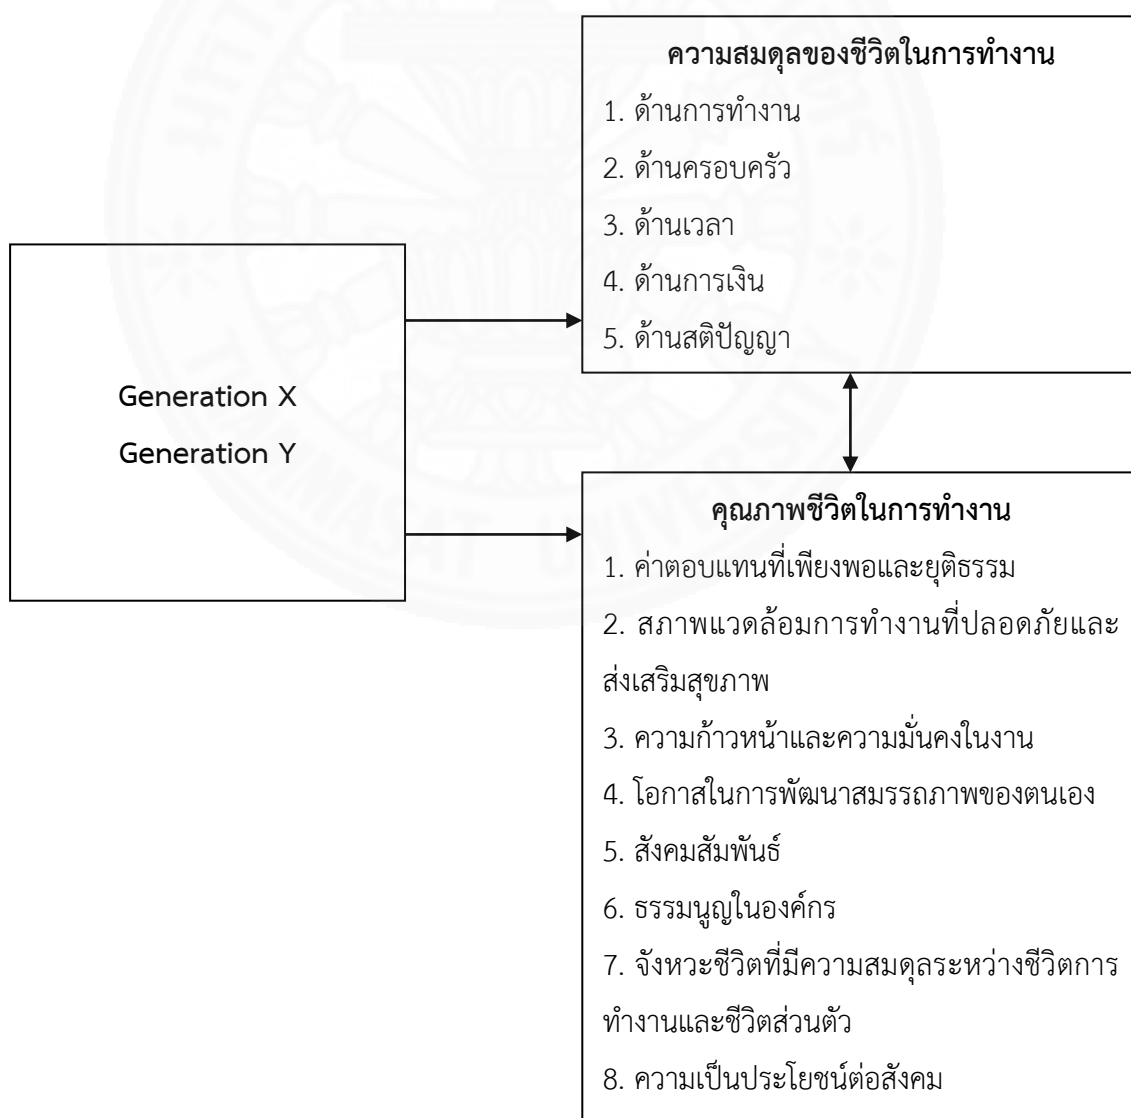 ความสมดุลของชีวิตในการทำงาน
1. ด้านการทำงาน
2. ด้านครอบครัว
3. ด้านเวลา
4. ด้านการเงิน
5. ด้านสติปัญญา
Generation X
Generation Y
คุณภาพชีวิตในการทำงาน
1. ค่าตอบแทนที่เพียงพอและยุติธรรม
2. สภาพแวดล้อมการทำงานที่ปลอดภัยและ
ส่งเสริมสุขภาพ
3. ความก้าวหน้าและความมั่นคงในงาน
4. โอกาสในการพัฒนาสมรรถภาพของตนเอง
5. สังคมสัมพันธ์
6. ธรรมนูญในองค์กร
7. จังหวะชีวิตที่มีความสมดุลระหว่างชีวิตการ
ทำงานและชีวิตส่วนตัว
8. ความเป็นประโยชน์ต่อสังคม